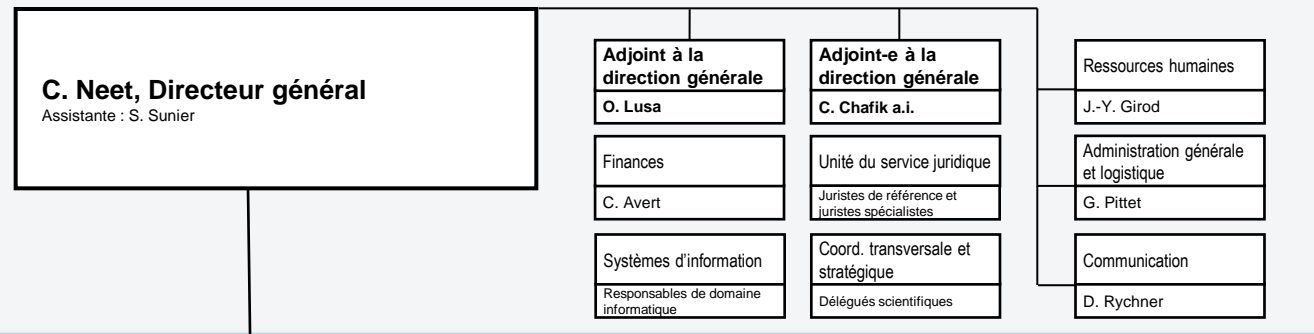 C. Neet, Directeur général
Assistante : S. Sunier
Adjoint à la
direction générale
O. Lusa
Finances
C. Avert
Systèmes d'information
Responsables de domaine
informatique
Adjoint-e à la
direction générale
C. Chafik a.i.
Unité du service juridique
Juristes de référence et
juristes spécialistes
Coord. transversale et
stratégique
Délégués scientifiques
Ressources humaines
J.-Y. Girod
Administration générale
et logistique
G. Pittet
Communication
D. Rychner